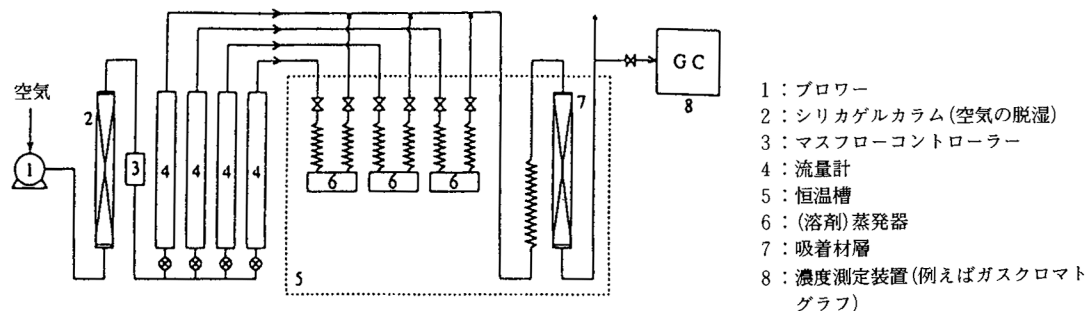 空気
1
2
3
4
4
4
4
5
6
6
6
7
GC
8
1：ブロワー
2：シリカゲルカラム(空気の脱湿)
3：マスフローコントローラー
4：流量計
5：恒温槽
6：(溶剤)蒸発器
7：吸着材層
8：濃度測定装置(例えばガスクロマト
グラフ)